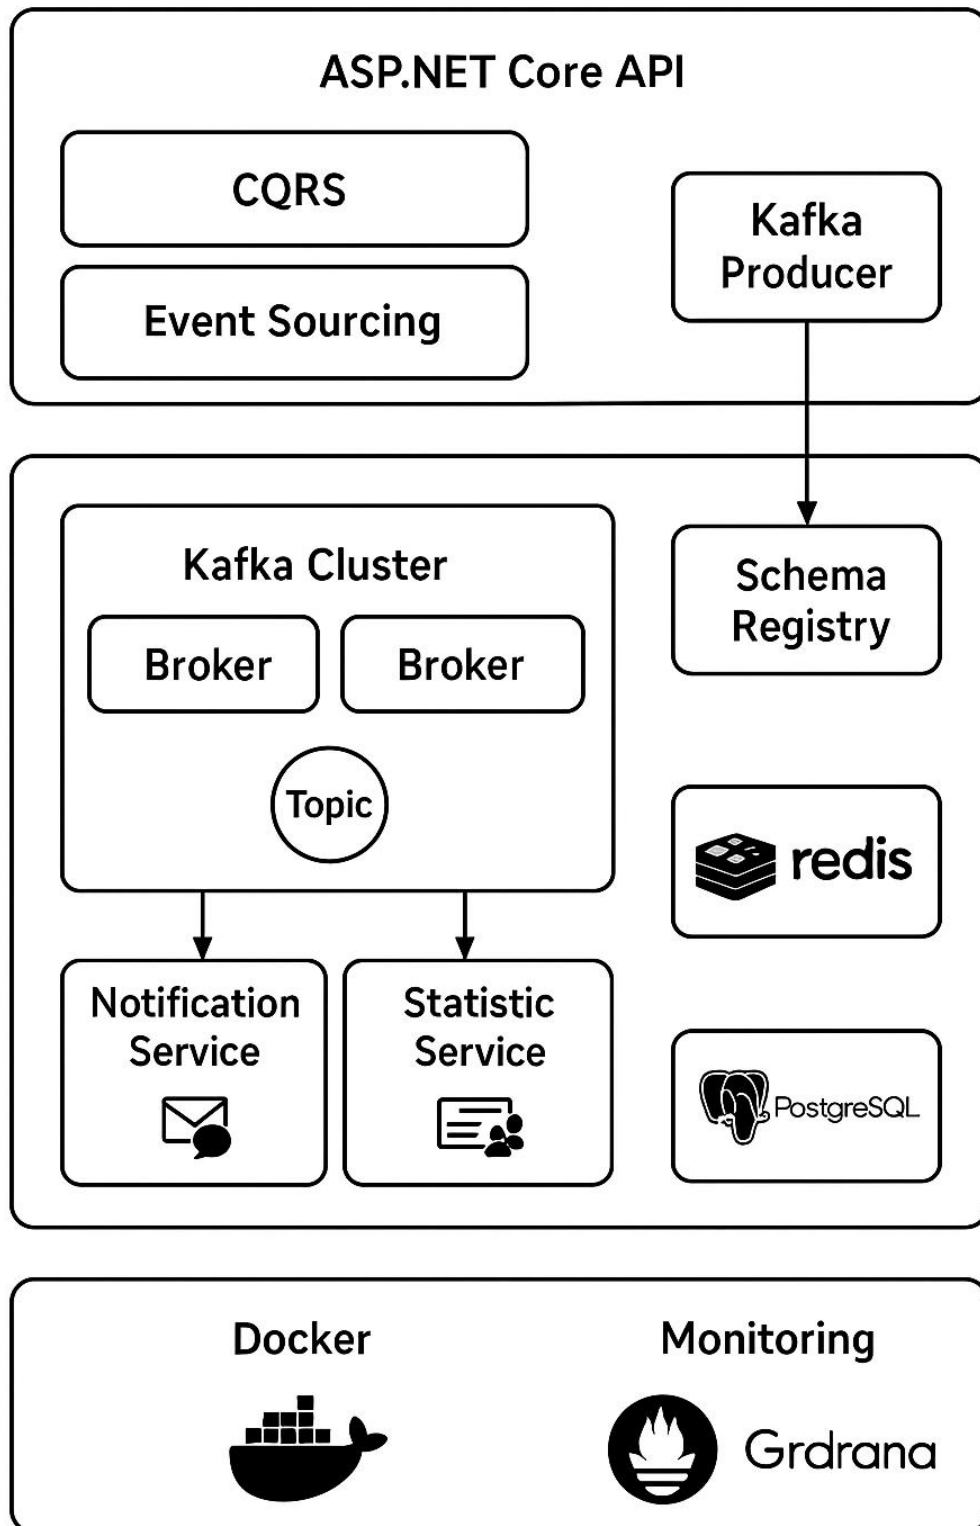 ASP.NET Core API
CQRS
Event Sourcing
Kafka
Producer
Kafka Cluster
Broker
Broker
Topic
Schema
Registry
redis
Notification
Service
Statistic
Service
PostgreSQL
Docker
Monitoring
Grdrana